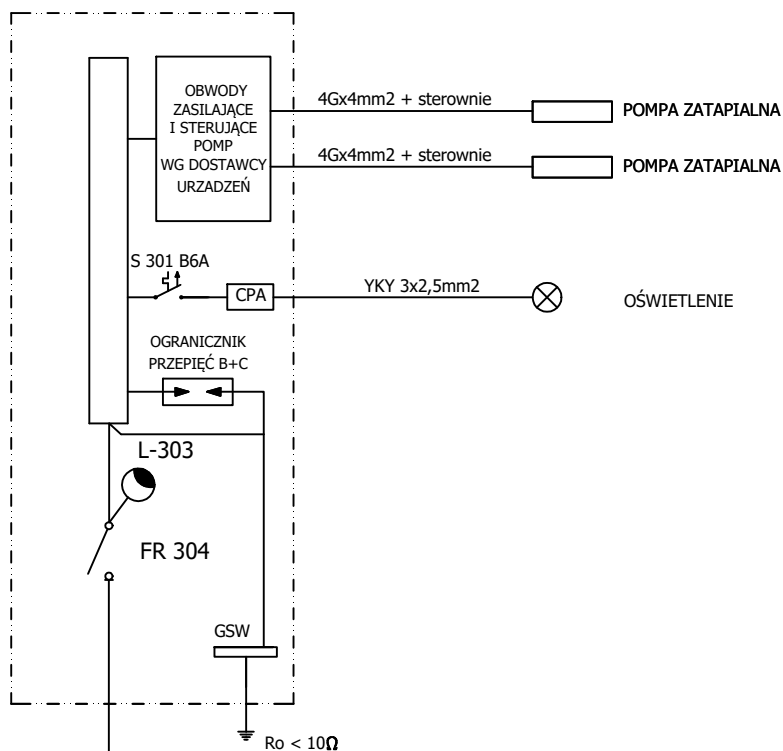 OBWODY
ZASILAJĄCE
I STERUJĄCE
POMP
WG DOSTAWCY
URZADZEŃ
4Gx4mm2 + sterownie
POMPA ZATAPIALNA
4Gx4mm2 + sterownie
POMPA ZATAPIALNA
S 301 B6A
CPA
YKY 3x2,5mm2
OŚWIETLENIE
OGRANICZNIK
PRZEPIĘĆ B+C
L-303
FR 304
GSW
Ro < 10Ω